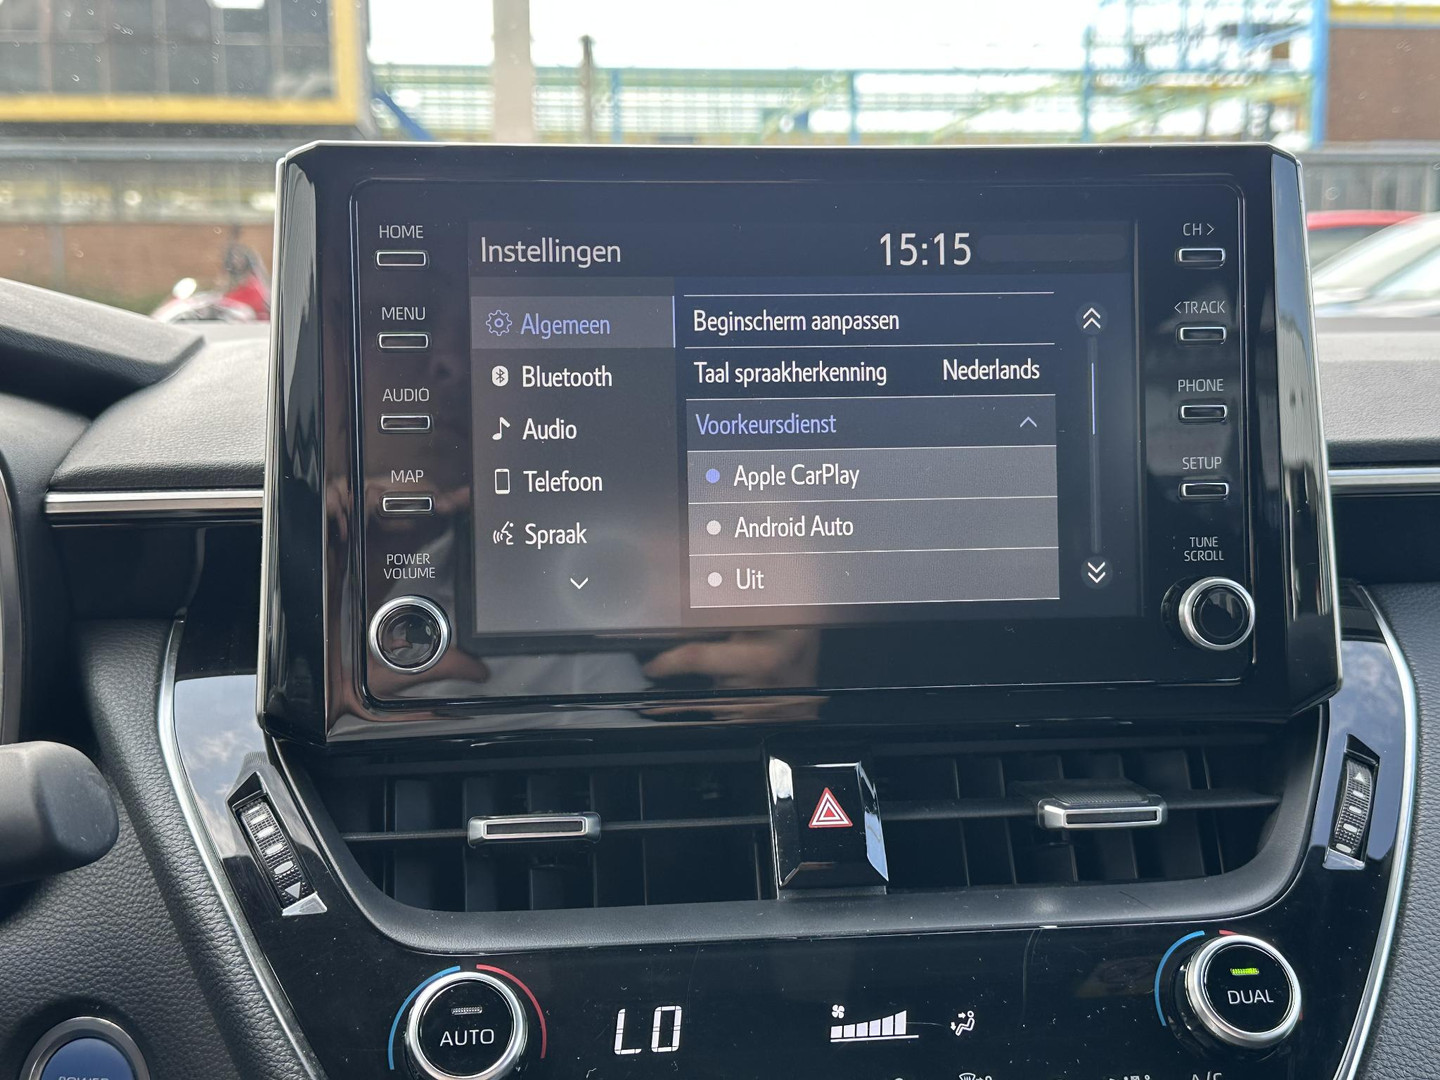 HOME
MENU
AUDIO
MAP
POWER
VOLUME
Instellingen
15:15
Algemeen
Bluetooth
Audio
Telefoon
Spraak
Beginscherm aanpassen
Taal spraakherkenning Nederlands
Voorkeursdienst
Apple CarPlay
Android Auto
Uit
CH >
< TRACK
PHONE
SETUP
TUNE
SCROLL
AUTO
LO
DUAL
POWER